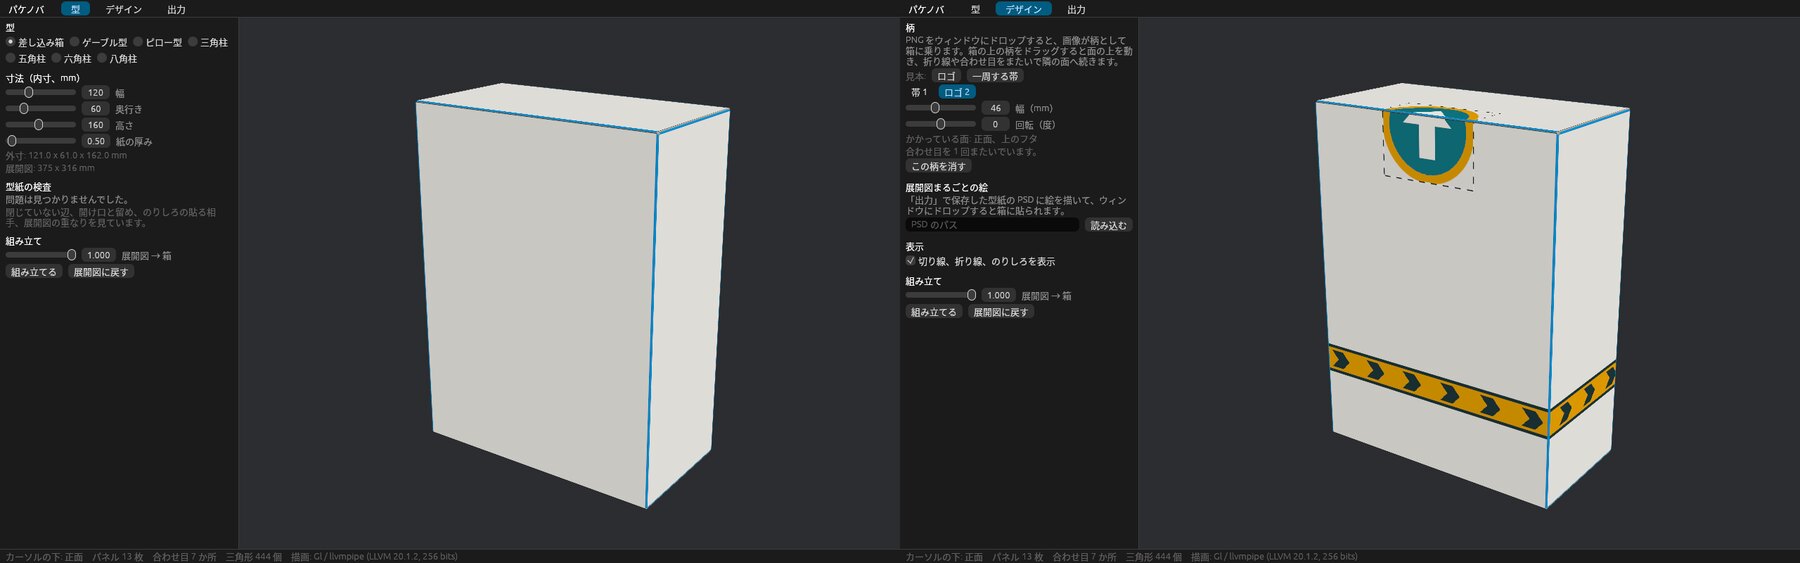 パケノバ 型 デザイン 出力
型
差し込み箱 ゲーブル型 ピロー型 三角柱
五角柱 六角柱 八角柱
寸法（内寸、mm）
120 幅
60 奥行き
160 高さ
0.50 紙の厚み
外寸: 121.0 x 61.0 x 162.0 mm
展開図: 375 x 316 mm
型紙の検査
問題は見つかりませんでした。
閉じていない辺、開け口と留め、のりしろの貼る相
手、展開図の重なりを見ています。
組み立て
1.000 展開図 → 箱
組み立てる 展開図に戻す
カーソルの下: 正面 パネル 13 枚 合わせ目 7 か所 三角形 444 個 描画: Gl / llvmpipe (LLVM 20.1.2, 256 bits)
パケノバ 型 デザイン 出力
柄
PNG をウィンドウにドロップすると、画像が柄として
箱に乗ります。箱の上の柄をドラッグすると面の上を動
き、折り線や合わせ目をまたいで隣の面へ続きます。
見本: ロゴ 一周する帯
帯 1 ロゴ 2
46 幅（mm）
0 回転（度）
かかっている面: 正面、上のフタ
合わせ目を 1 回またいでいます。
この柄を消す
展開図まるごとの絵
「出力」で保存した型紙の PSD に絵を描いて、ウィン
ドウにドロップすると箱に貼られます。
PSD のパス 読み込む
表示
切り線、折り線、のりしろを表示
組み立て
1.000 展開図 → 箱
組み立てる 展開図に戻す
カーソルの下: 正面 パネル 13 枚 合わせ目 7 か所 三角形 444 個 描画: Gl / llvmpipe (LLVM 20.1.2, 256 bits)